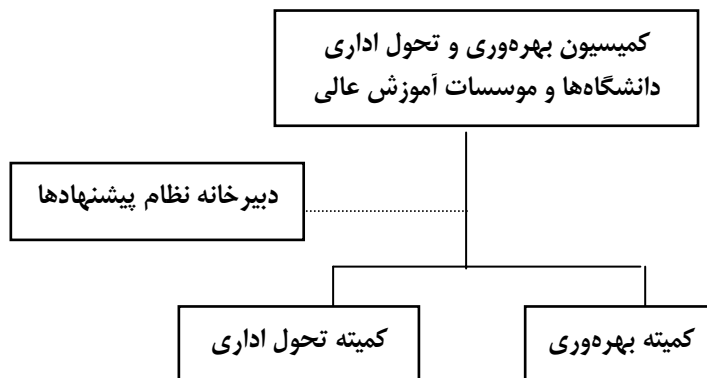 کمیسیون بهره‌وری و تحول اداری
دانشگاه‌ها و موسسات آموزش عالی
دبیرخانه نظام پیشنهادها
کمیته بهره‌وری
کمیته تحول اداری